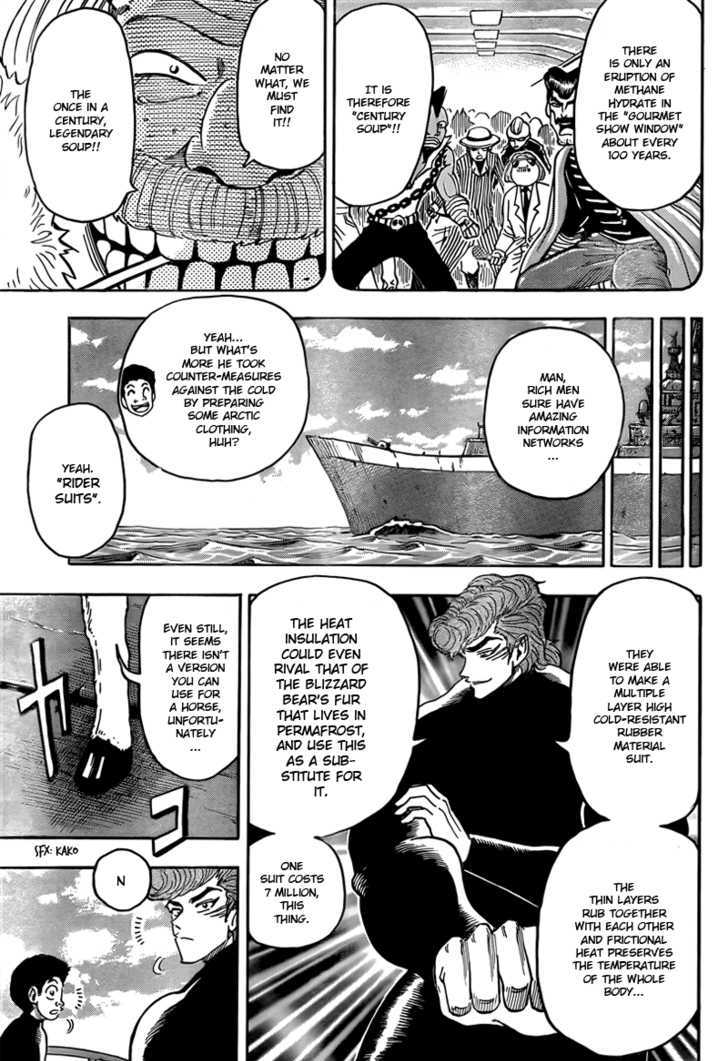 THERE
IS ONLY AN
ERUPTION OF
METHANE
HYDRATE IN
THE "GOURMET
SHOW WINDOW"
ABOUT EVERY
100 YEARS.
IT IS
THEREFORE
"CENTURY
SOUP"!!
NO
MATTER
WHAT, WE
MUST
FIND
IT!!
THE
ONCE IN A
CENTURY,
LEGENDARY
SOUP!!
MAN,
RICH MEN
SURE HAVE
AMAZING
INFORMATION
NETWORKS
...
YEAH...
BUT WHAT'S
MORE HE TOOK
COUNTER-MEASURES
AGAINST THE COLD
BY PREPARING
SOME ARCTIC
CLOTHING,
HUH?
YEAH.
"RIDER
SUITS".
THEY
WERE ABLE
TO MAKE A
MULTIPLE
LAYER HIGH
COLD-RESISTANT
RUBBER
MATERIAL
SUIT.
THE
THIN LAYERS
RUB TOGETHER
WITH EACH OTHER
AND FRICTIONAL
HEAT PRESERVES
THE TEMPERATURE
OF THE WHOLE
BODY...
THE HEAT
INSULATION
COULD EVEN
RIVAL THAT OF
THE BLIZZARD
BEAR'S FUR
THAT LIVES IN
PERMAFROST,
AND USE THIS
AS A SUB-
STITUTE FOR
IT.
ONE
SUIT COSTS
7 MILLION,
THIS
THING.
EVEN STILL,
IT SEEMS
THERE ISN'T
A VERSION
YOU CAN
USE FOR
A HORSE,
UNFORTU-
NATELY
...
カ
コ
SFX: KAKO
N